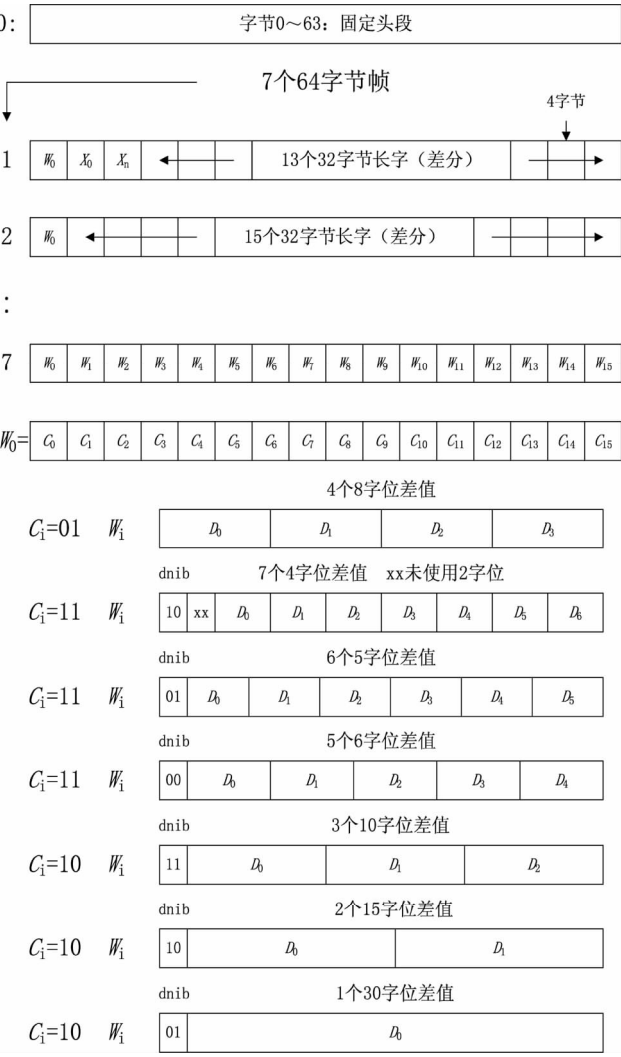 0: 字节0～63：固定头段
7个64字节帧
4字节
1 W0 X0 Xn 13个32字节长字（差分）
2 W0 15个32字节长字（差分）
:
7 W0 W1 W2 W3 W4 W5 W6 W7 W8 W9 W10 W11 W12 W13 W14 W15
W0= C0 C1 C2 C3 C4 C5 C6 C7 C8 C9 C10 C11 C12 C13 C14 C15
4个8字位差值
Ci=01 Wi D0 D1 D2 D3
dnib 7个4字位差值 xx未使用2字位
Ci=11 Wi 10 xx D0 D1 D2 D3 D4 D5 D6
dnib 6个5字位差值
Ci=11 Wi 01 D0 D1 D2 D3 D4 D5
dnib 5个6字位差值
Ci=11 Wi 00 D0 D1 D2 D3 D4
dnib 3个10字位差值
Ci=10 Wi 11 D0 D1 D2
dnib 2个15字位差值
Ci=10 Wi 10 D0 D1
dnib 1个30字位差值
Ci=10 Wi 01 D0